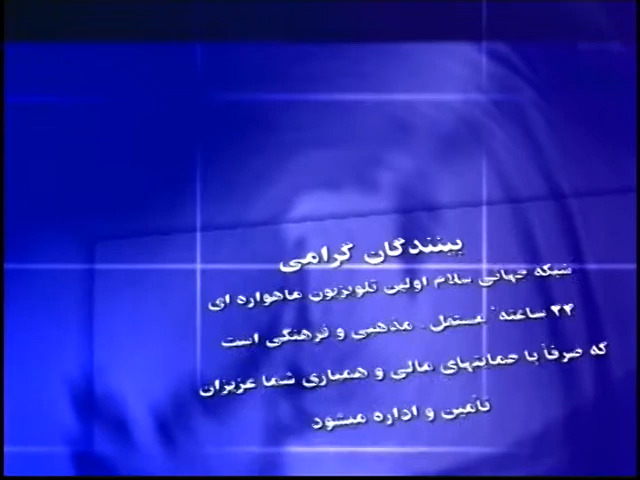 بینندگان گرامی
شبکه جهانی سلام اولین تلویزیون ماهواره ای
۲۴ ساعته مستقل ـ مذهبی و فرهنگی است
که صرفاً با حمایتهای مالی و همیاری شما عزیزان
تأمین و اداره میشود